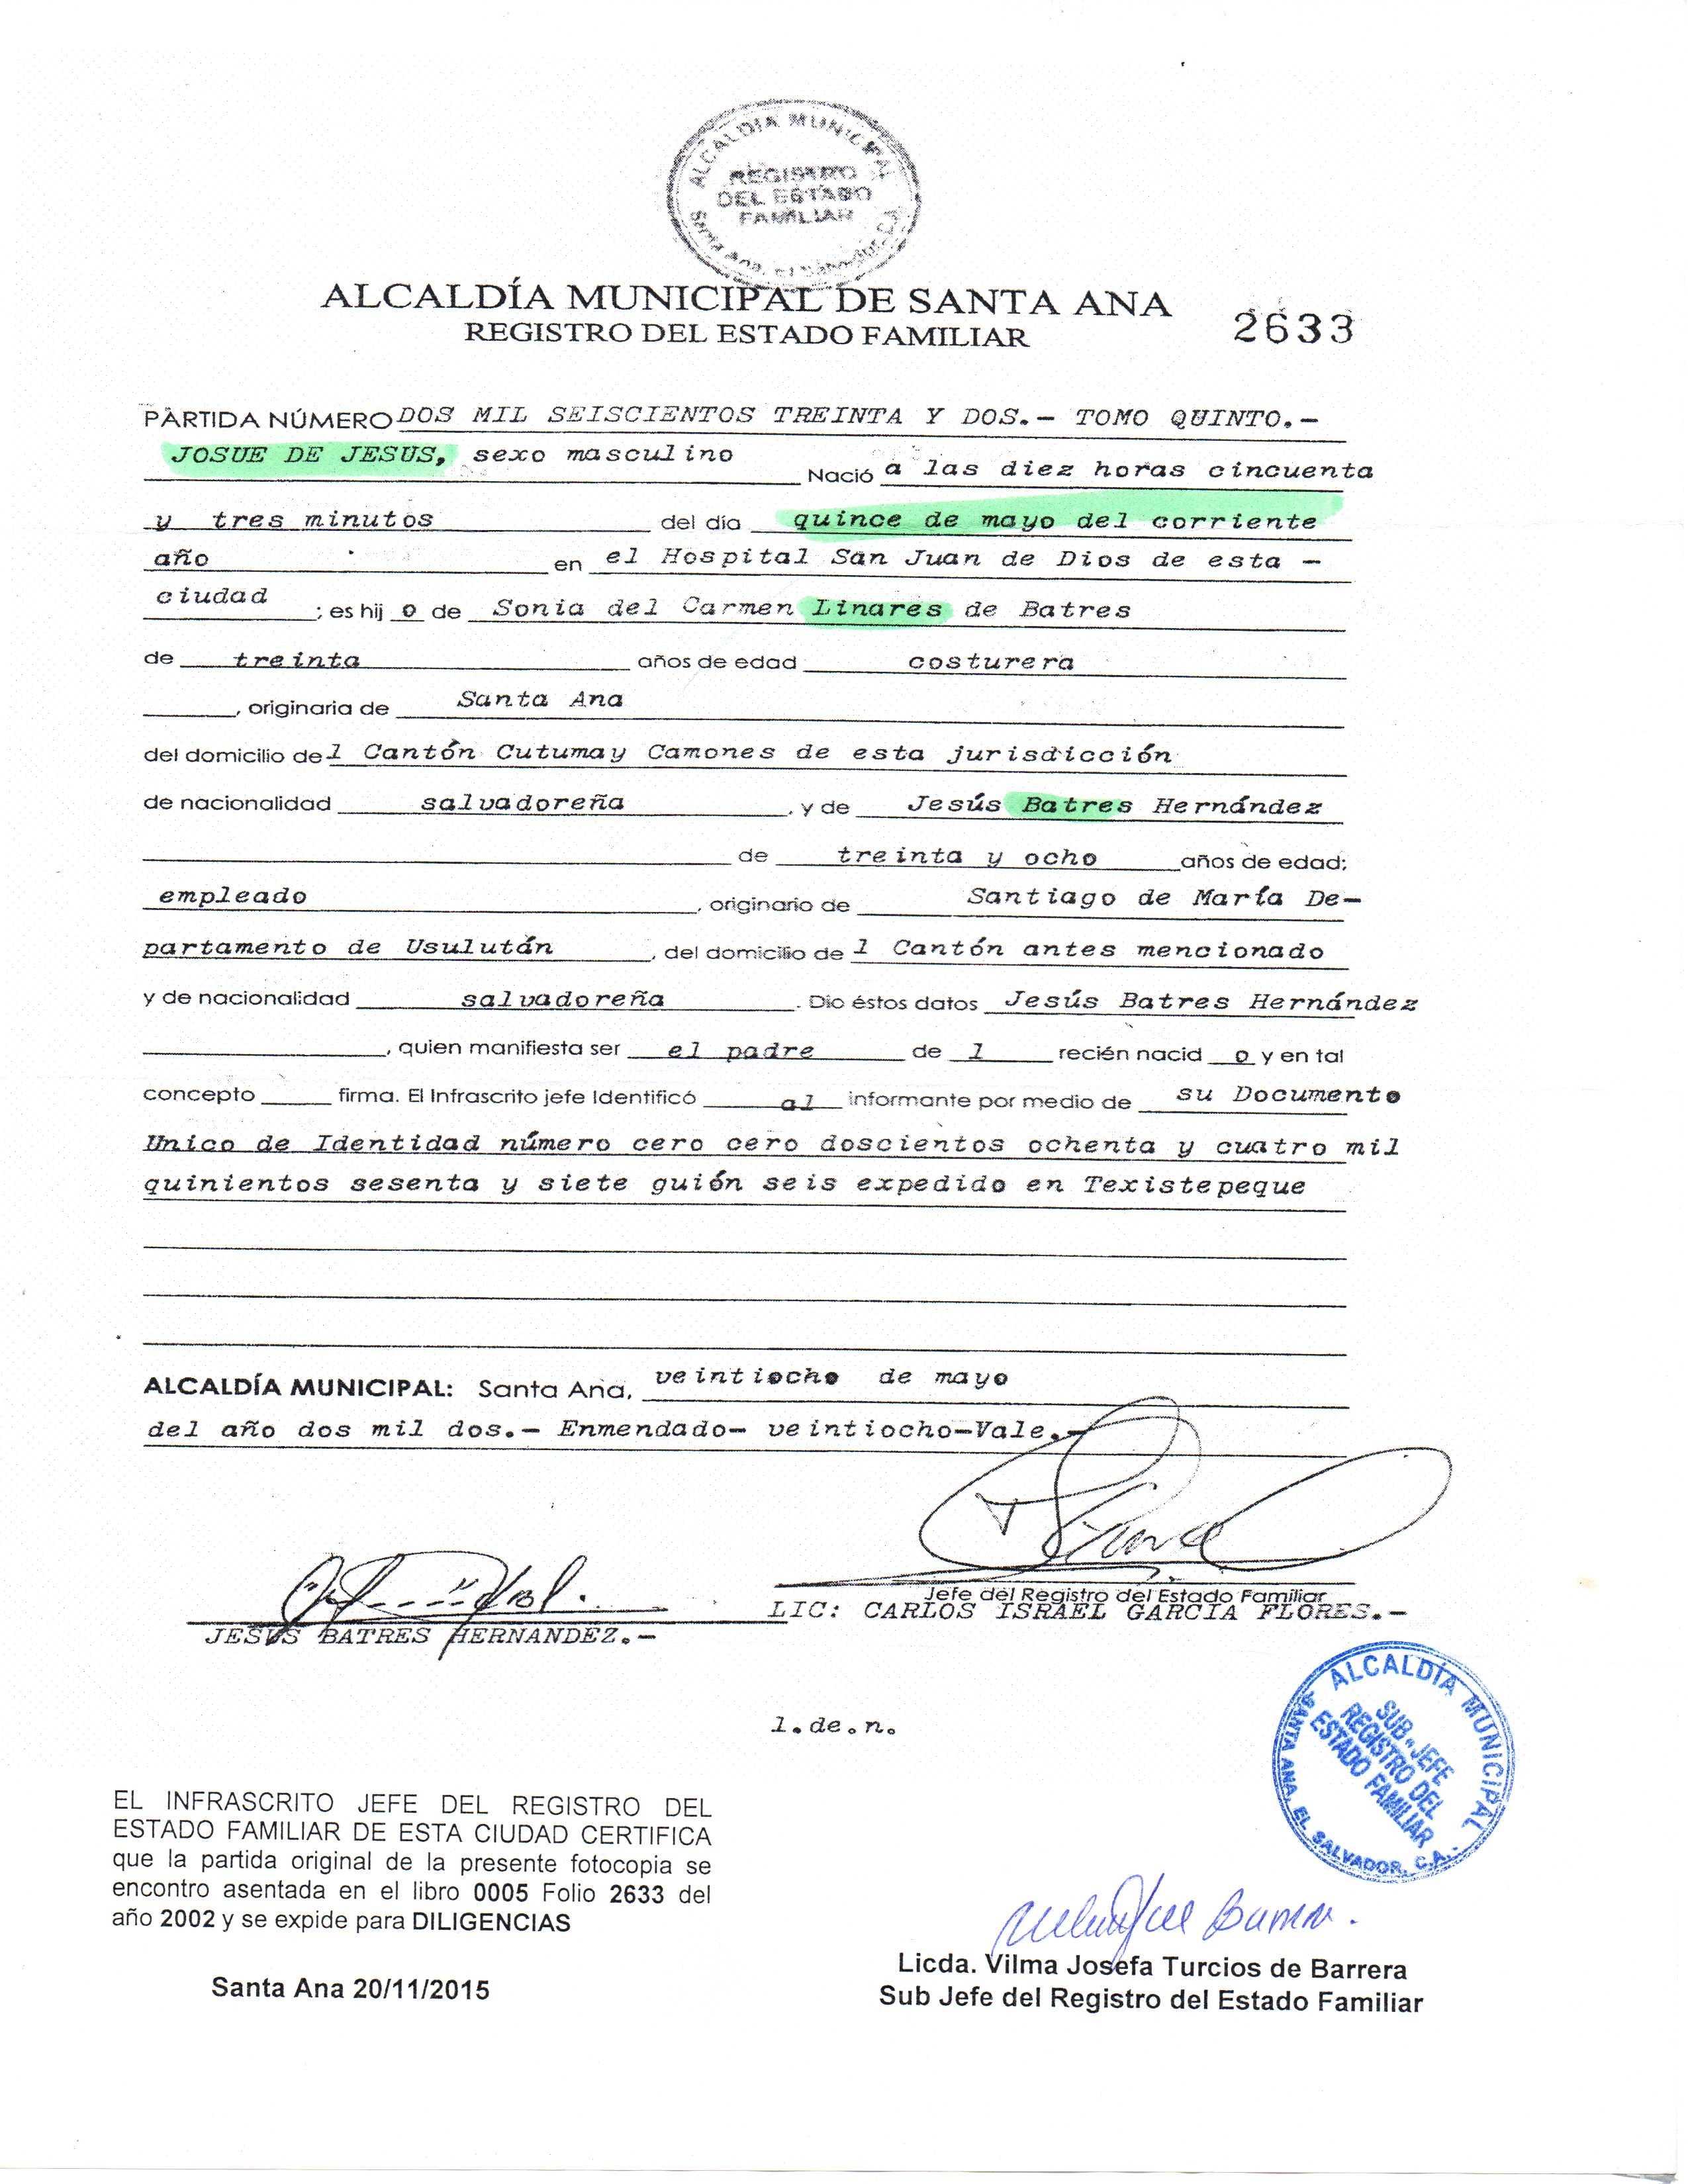 ALCALDIA MUNICIPAL
REGISTRO
DEL ESTADO
FAMILIAR
Santa Ana, El Salvador, C.A.
ALCALDÍA MUNICIPAL DE SANTA ANA
REGISTRO DEL ESTADO FAMILIAR 2633
PARTIDA NÚMERO DOS MIL SEISCIENTOS TREINTA Y DOS.- TOMO QUINTO.-
JOSUE DE JESUS, sexo masculino Nació a las diez horas cincuenta
y tres minutos del día quince de mayo del corriente
año en el Hospital San Juan de Dios de esta -
ciudad ; es hij o de Sonia del Carmen Linares de Batres
de treinta años de edad costurera
, originaria de Santa Ana
del domicilio de l Cantón Cutumay Camones de esta jurisdicción
de nacionalidad salvadoreña , y de Jesús Batres Hernández
de treinta y ocho años de edad;
empleado , originario de Santiago de María De-
partamento de Usulután , del domicilio de l Cantón antes mencionado
y de nacionalidad salvadoreña . Dio éstos datos Jesús Batres Hernández
, quien manifiesta ser el padre de l recién nacid o y en tal
concepto firma. El Infrascrito jefe Identificó al informante por medio de su Documento
Unico de Identidad número cero cero doscientos ochenta y cuatro mil
quinientos sesenta y siete guión seis expedido en Texistepeque
ALCALDÍA MUNICIPAL: Santa Ana, veintiocho de mayo
del año dos mil dos.- Enmendado- veintiocho-Vale.-
Jefe del Registro del Estado Familiar
LIC: CARLOS ISRAEL GARCIA FLORES.-
JESUS BATRES HERNANDEZ.-
l.de.n.
ALCALDÍA MUNICIPAL
SUB-JEFE
REGISTRO DEL
ESTADO FAMILIAR
SANTA ANA, EL SALVADOR, C.A.
EL INFRASCRITO JEFE DEL REGISTRO DEL
ESTADO FAMILIAR DE ESTA CIUDAD CERTIFICA
que la partida original de la presente fotocopia se
encontro asentada en el libro 0005 Folio 2633 del
año 2002 y se expide para DILIGENCIAS
Santa Ana 20/11/2015
Licda. Vilma Josefa Turcios de Barrera
Sub Jefe del Registro del Estado Familiar